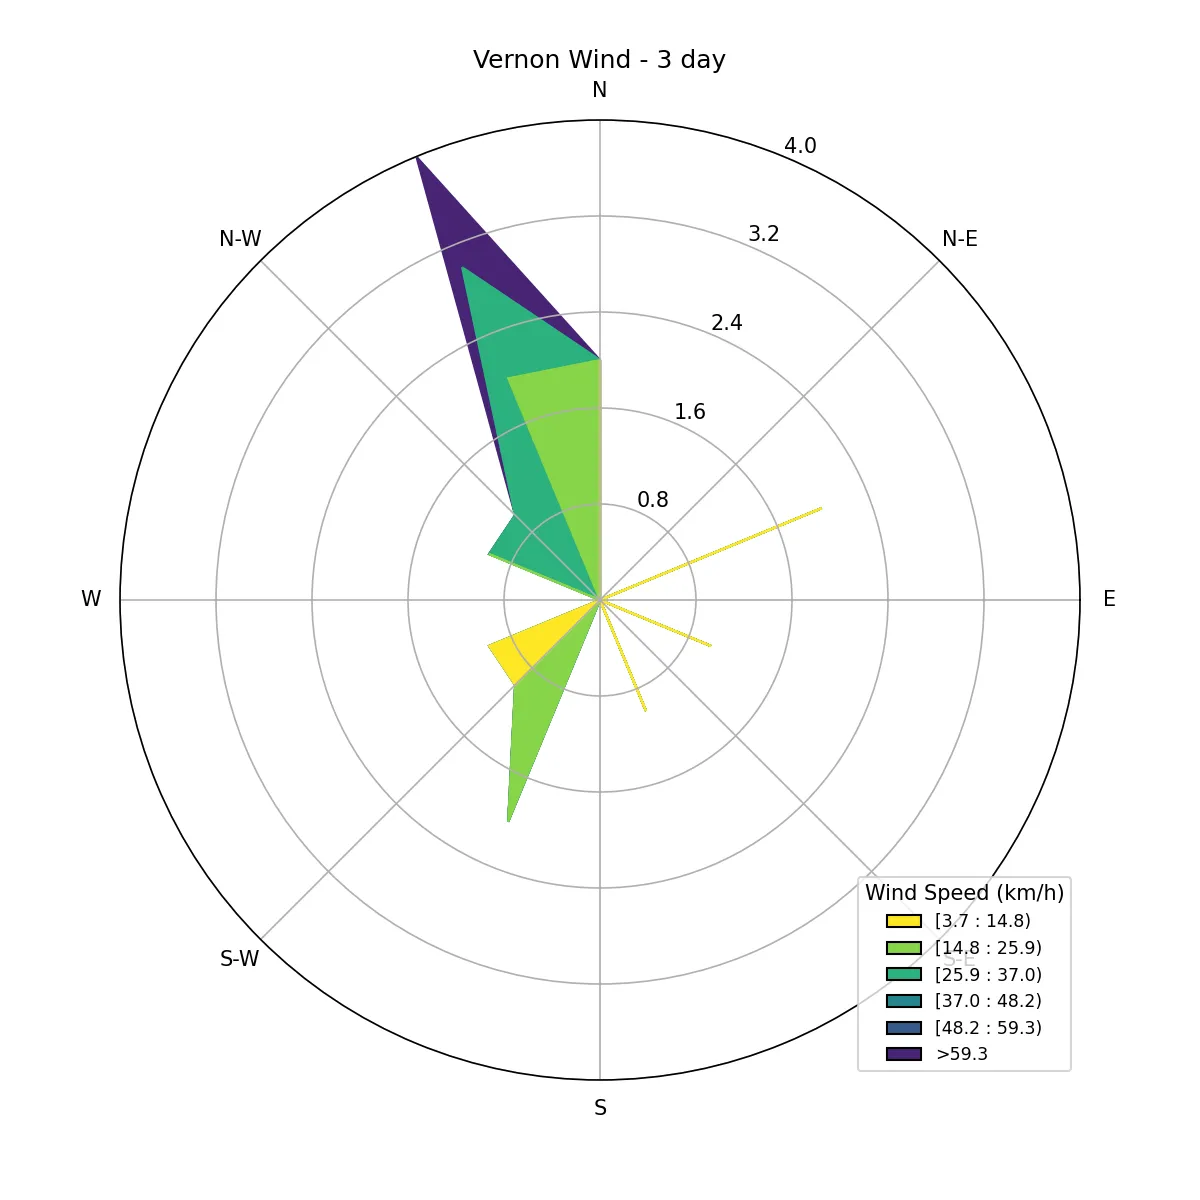 Vernon Wind - 3 day
N
4.0
N-W
3.2
N-E
2.4
1.6
0.8
W
E
S-W
S-E
S
Wind Speed (km/h)
[3.7 : 14.8)
[14.8 : 25.9)
[25.9 : 37.0)
[37.0 : 48.2)
[48.2 : 59.3)
>59.3